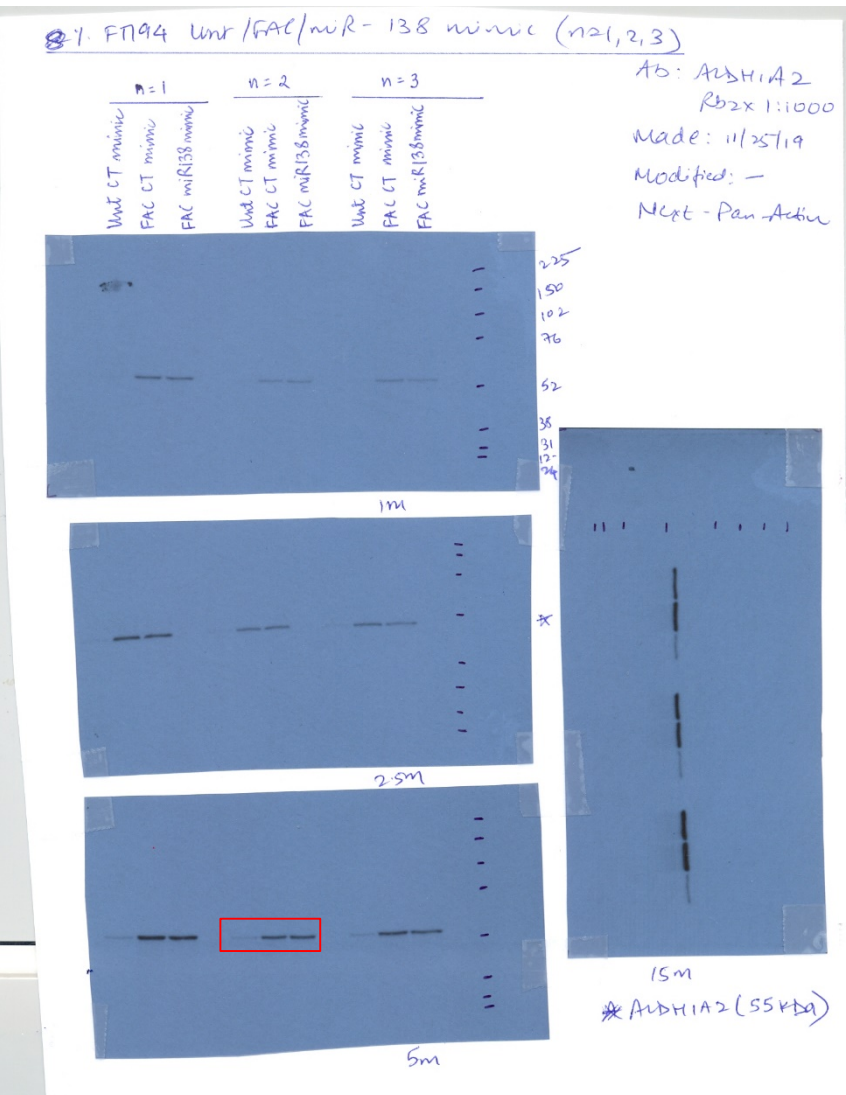 8% FT194 Unt/FAC/miR-138 mimic (n=1,2,3)
Ab: ALDH1A2
Rb2x 1:1000
Made: 11/25/19
Modified: —
Next - Pan-Actin
n=1
n=2
n=3
Unt CT mimic
FAC CT mimic
FAC miR138 mimic
Unt CT mimic
FAC CT mimic
FAC miR138 mimic
Unt CT mimic
FAC CT mimic
FAC miR138 mimic
225
150
102
76
52
38
31
24
1m
*
2.5m
5m
15m
* ALDH1A2 (55kDa)